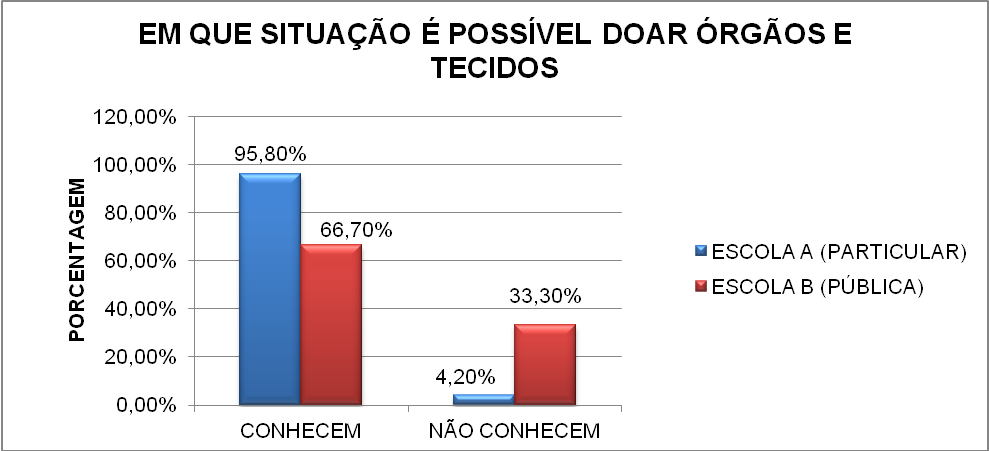 EM QUE SITUAÇÃO É POSSÍVEL DOAR ÓRGÃOS E
TECIDOS
PORCENTAGEM
120,00%
100,00%
80,00%
60,00%
40,00%
20,00%
0,00%
95,80%
66,70%
4,20%
33,30%
CONHECEM
NÃO CONHECEM
ESCOLA A (PARTICULAR)
ESCOLA B (PÚBLICA)